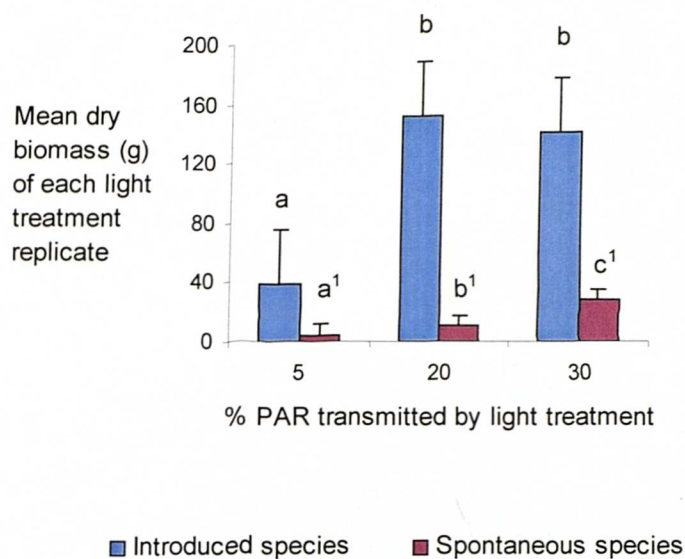 Mean dry
biomass (g)
of each light
treatment
replicate
200
160
120
80
40
0
a
a¹
b
b¹
b
c¹
5
20
30
% PAR transmitted by light treatment
Introduced species
Spontaneous species